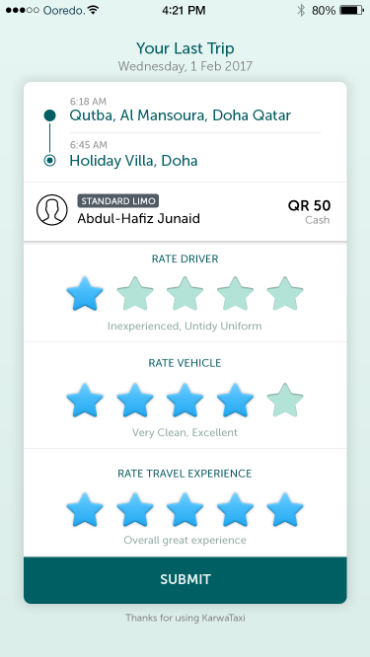 Ooredo.
4:21 PM
80%
Your Last Trip
Wednesday, 1 Feb 2017
6:18 AM
Qutba, Al Mansoura, Doha Qatar
6:45 AM
Holiday Villa, Doha
STANDARD LIMO
Abdul-Hafiz Junaid
QR 50
Cash
RATE DRIVER
Inexperienced, Untidy Uniform
RATE VEHICLE
Very Clean, Excellent
RATE TRAVEL EXPERIENCE
Overall great experience
SUBMIT
Thanks for using KarwaTaxi